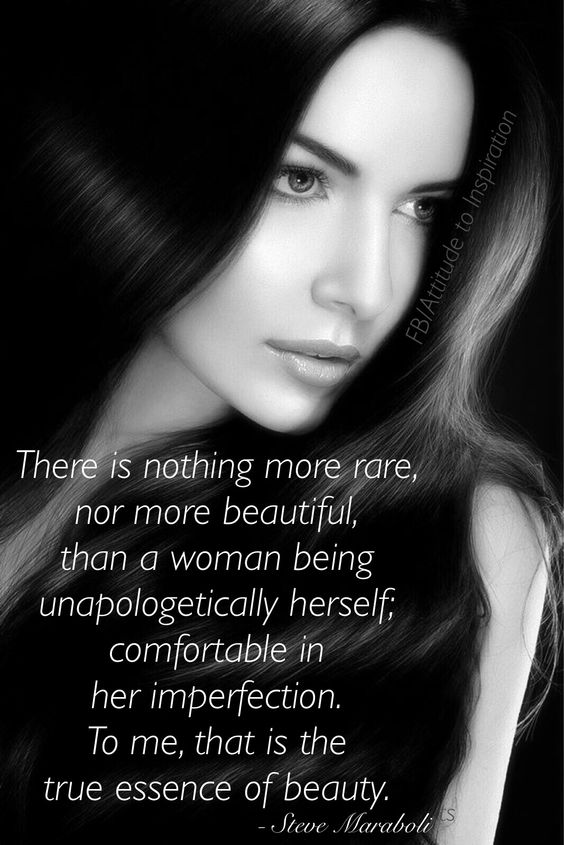 FB/Attitude to Inspiration
There is nothing more rare,
nor more beautiful,
than a woman being
unapologetically herself;
comfortable in
her imperfection.
To me, that is the
true essence of beauty.
- Steve Maraboli
ts